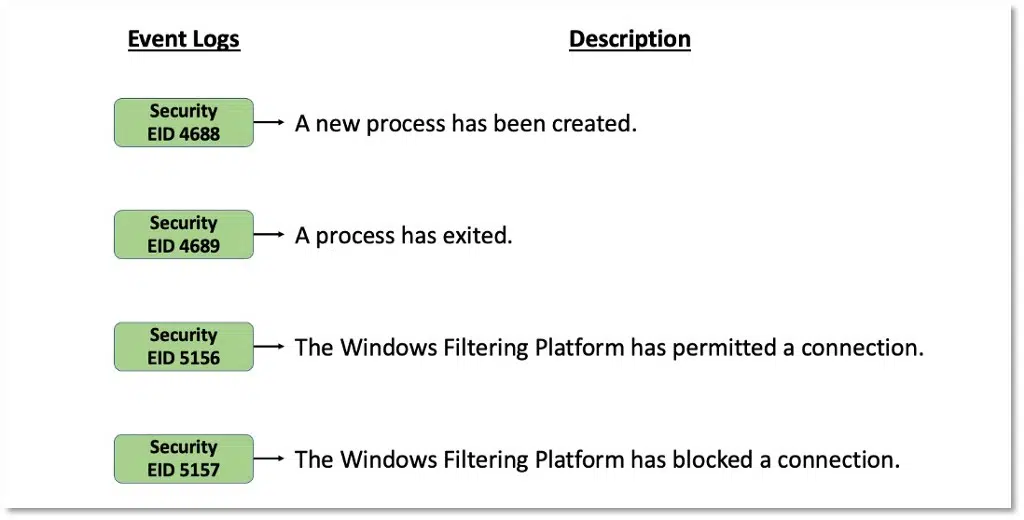 Event Logs
Description
Security
EID 4688
A new process has been created.
Security
EID 4689
A process has exited.
Security
EID 5156
The Windows Filtering Platform has permitted a connection.
Security
EID 5157
The Windows Filtering Platform has blocked a connection.